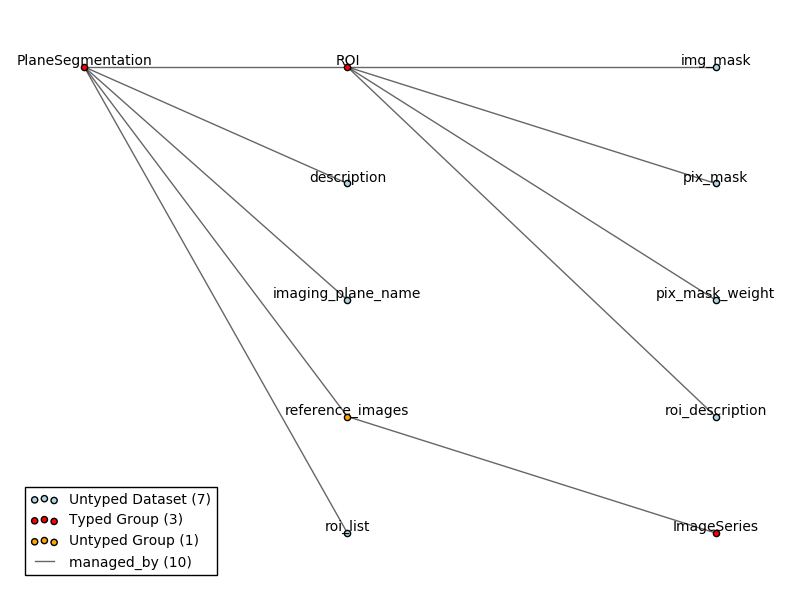 PlaneSegmentation
ROI
img_mask
description
pix_mask
imaging_plane_name
pix_mask_weight
reference_images
roi_description
roi_list
ImageSeries
Untyped Dataset (7)
Typed Group (3)
Untyped Group (1)
managed_by (10)